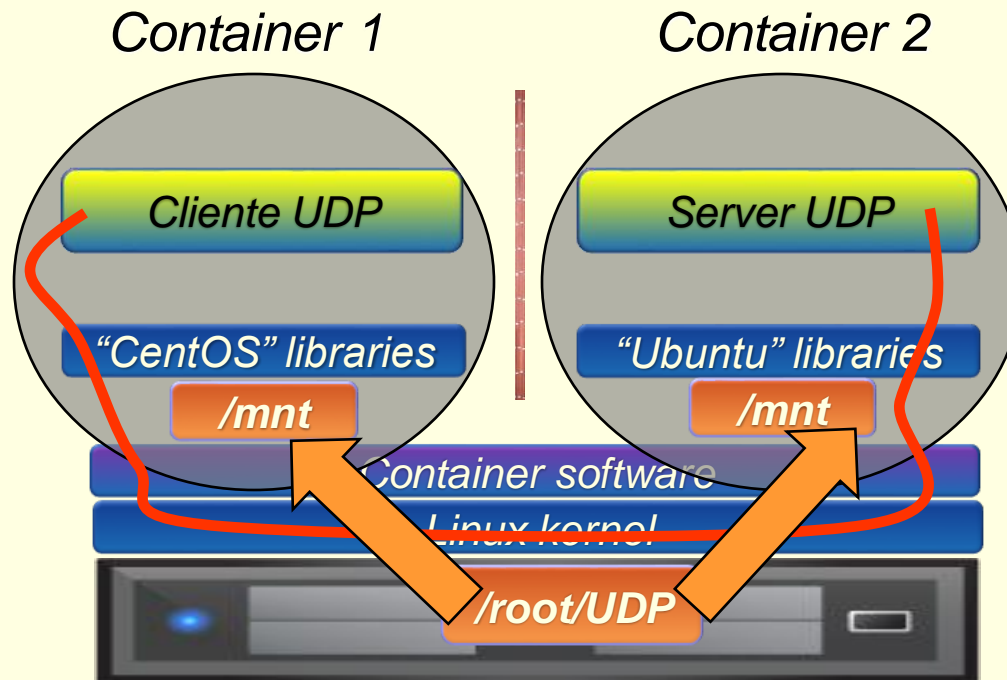 Container 1
Container 2
Cliente UDP
Server UDP
“CentOS” libraries
“Ubuntu” libraries
/mnt
/mnt
Container software
Linux kernel
/root/UDP